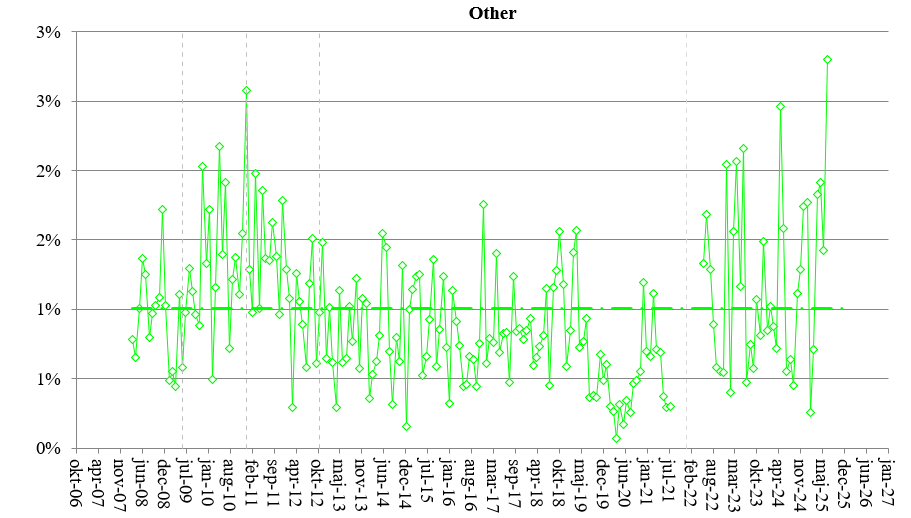 Other
3%
3%
2%
2%
1%
1%
0%
okt-06
apr-07
nov-07
jun-08
dec-08
jul-09
jan-10
aug-10
feb-11
sep-11
apr-12
okt-12
maj-13
nov-13
jun-14
dec-14
jul-15
jan-16
aug-16
mar-17
sep-17
apr-18
okt-18
maj-19
dec-19
jun-20
jan-21
jul-21
feb-22
aug-22
mar-23
okt-23
apr-24
nov-24
maj-25
dec-25
jun-26
jan-27